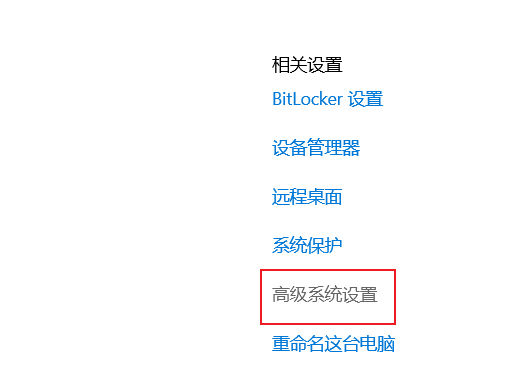 相关设置
BitLocker 设置
设备管理器
远程桌面
系统保护
高级系统设置
重命名这台电脑